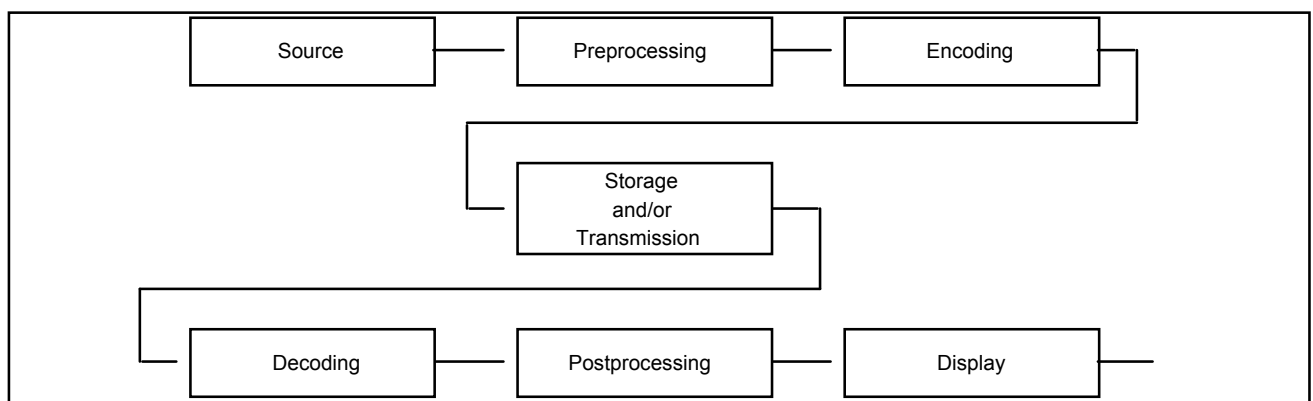 Source
Preprocessing
Encoding
Storage
and/or
Transmission
Decoding
Postprocessing
Display